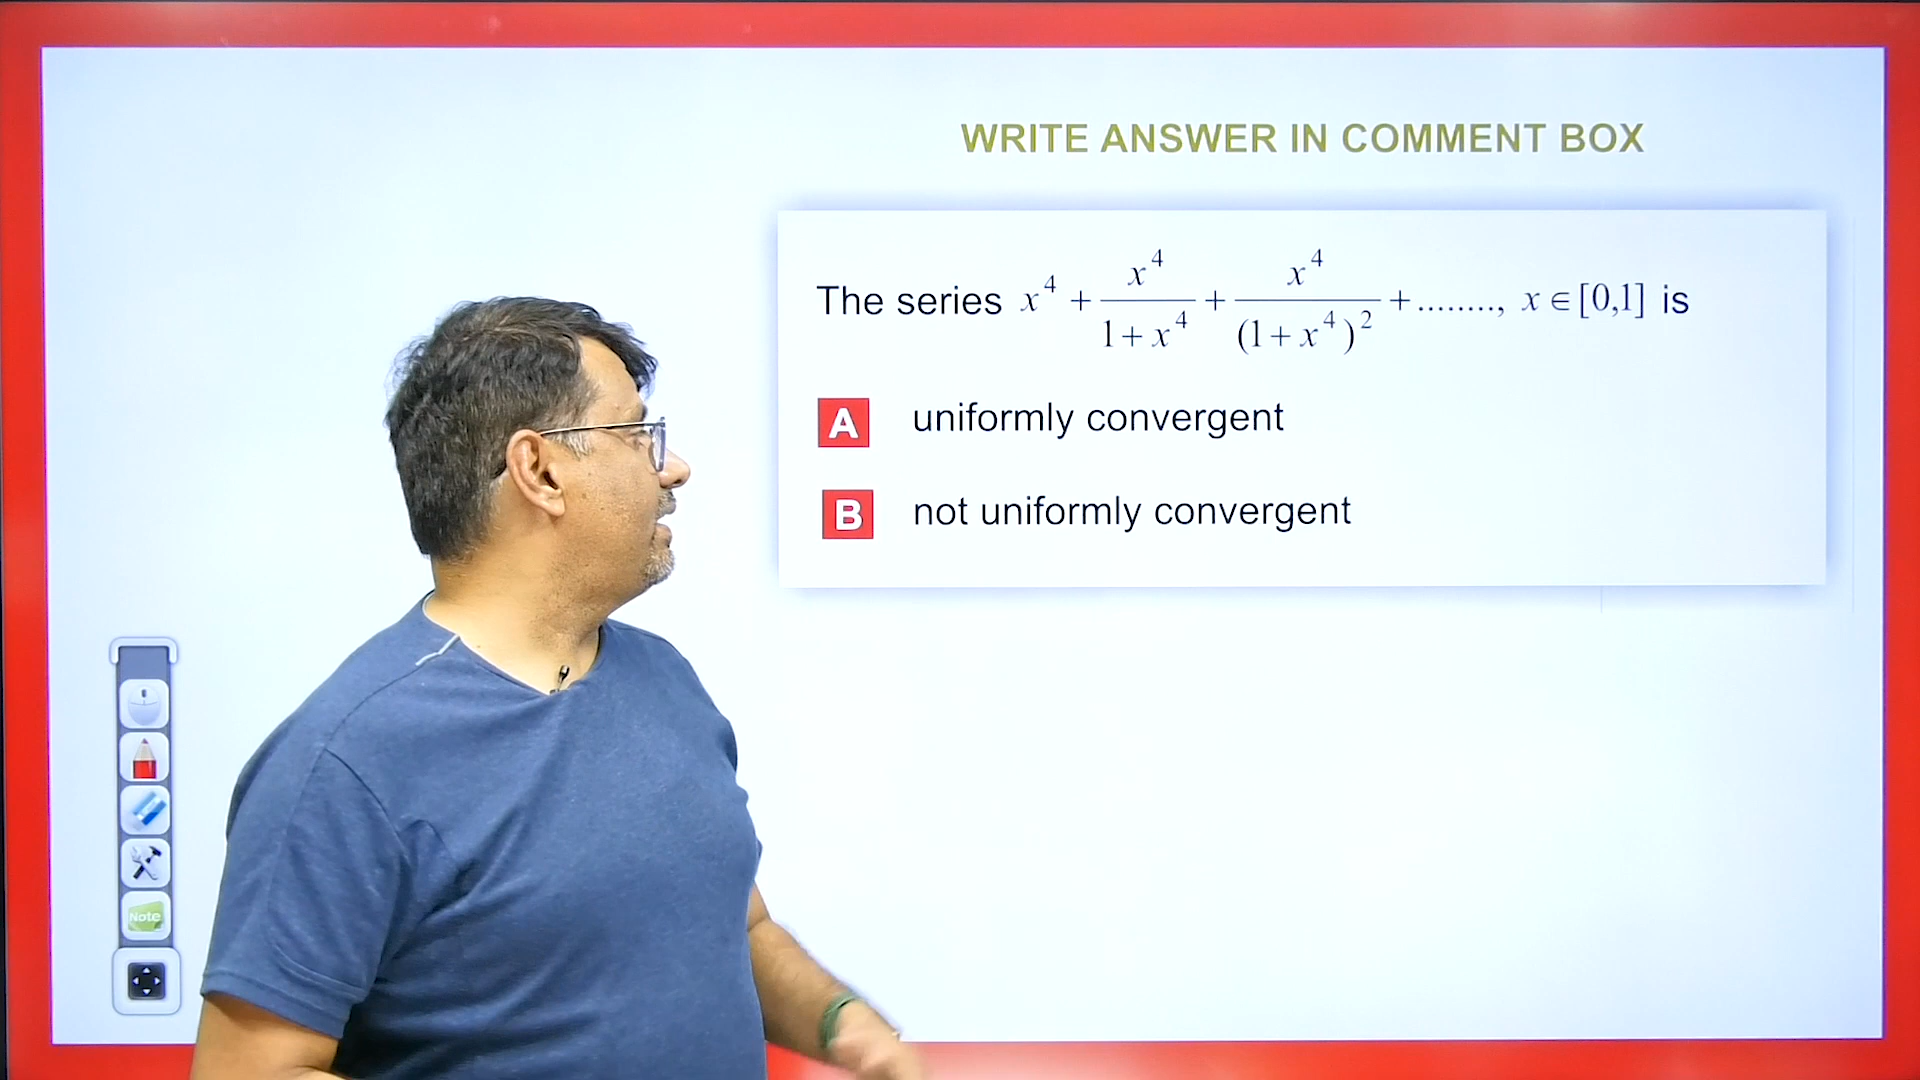 WRITE ANSWER IN COMMENT BOX
The series x⁴ + x⁴/(1+x⁴) + x⁴/(1+x⁴)² + ........, x ∈ [0,1] is
A uniformly convergent
B not uniformly convergent
Note